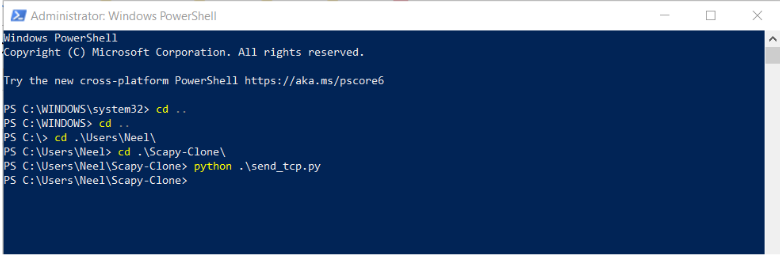 Administrator: Windows PowerShell
Windows PowerShell
Copyright (C) Microsoft Corporation. All rights reserved.
Try the new cross-platform PowerShell https://aka.ms/pscore6
PS C:\WINDOWS\system32> cd ..
PS C:\WINDOWS> cd ..
PS C:\> cd .\Users\Neel\
PS C:\Users\Neel> cd .\Scapy-Clone\
PS C:\Users\Neel\Scapy-Clone> python .\send_tcp.py
PS C:\Users\Neel\Scapy-Clone>